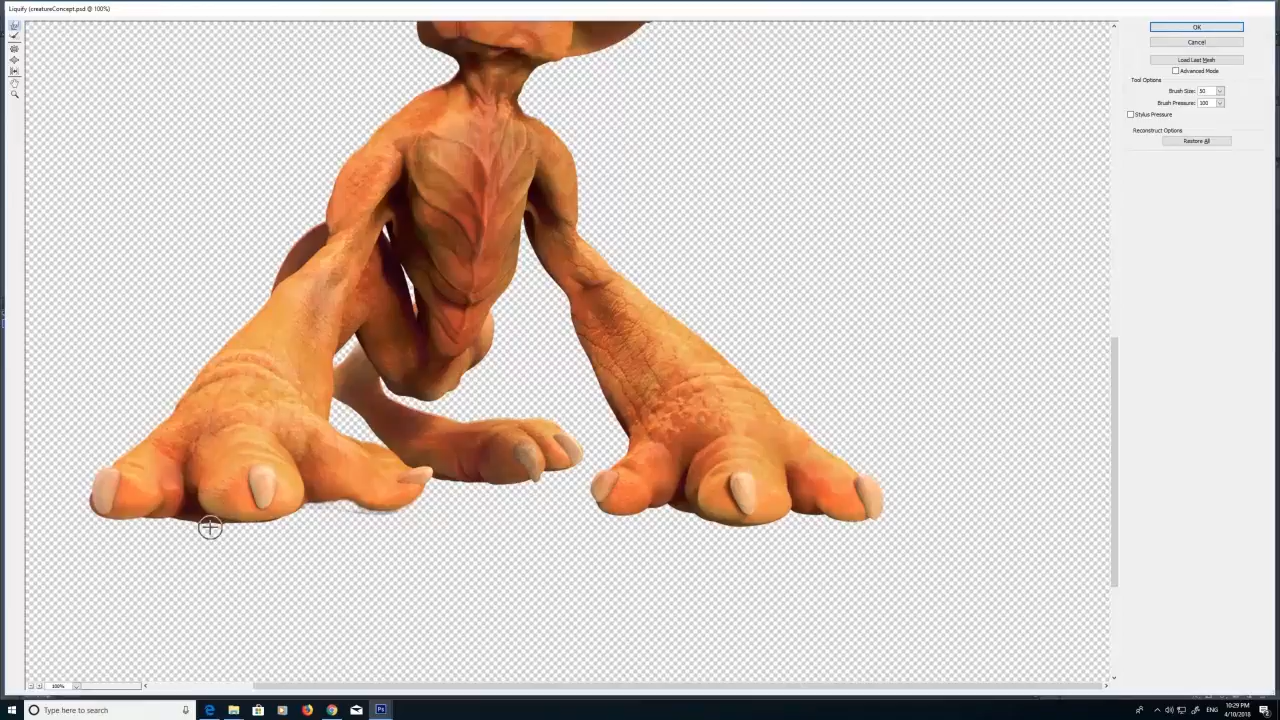 Liquify (creatureConcept.psd @ 100%)
OK
Cancel
Load Last Mesh
Advanced Mode
Tool Options
Brush Size: 50
Brush Pressure: 100
Stylus Pressure
Reconstruct Options
Restore All
100%
Type here to search
Ps
ENG
10:29 PM
4/10/2018